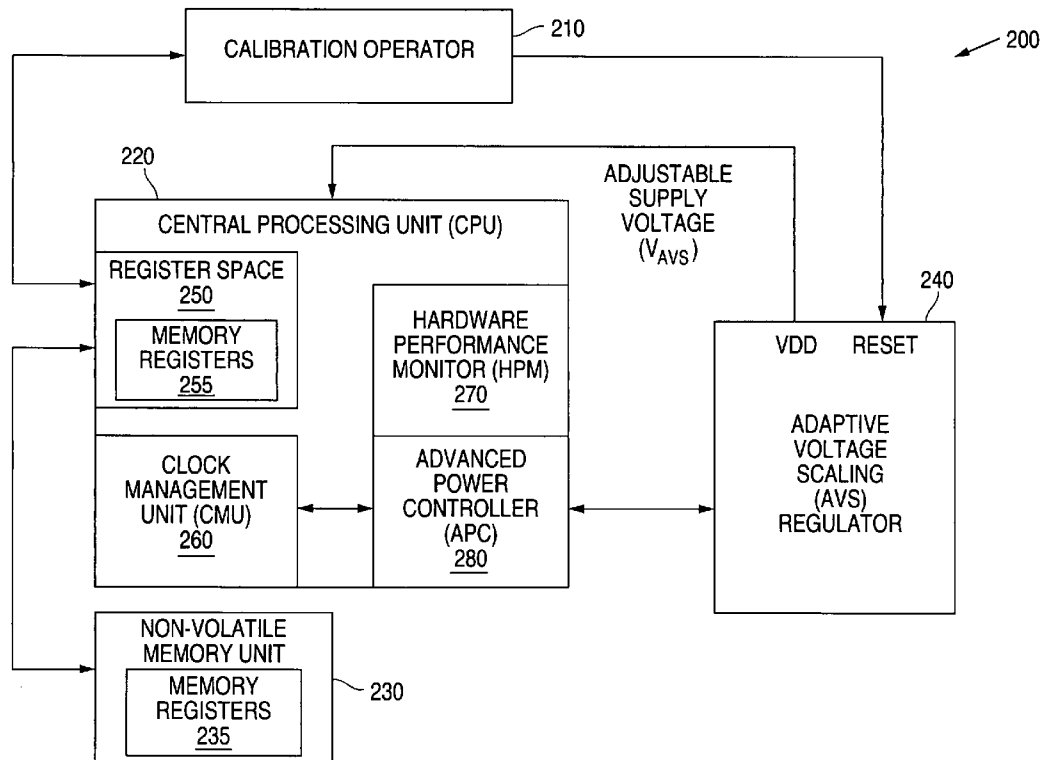 210
CALIBRATION OPERATOR
200
220
CENTRAL PROCESSING UNIT (CPU)
ADJUSTABLE
SUPPLY
VOLTAGE
(VAVS)
REGISTER SPACE
250
MEMORY
REGISTERS
255
HARDWARE
PERFORMANCE
MONITOR (HPM)
270
240
VDD RESET
ADAPTIVE
VOLTAGE
SCALING
(AVS)
REGULATOR
CLOCK
MANAGEMENT
UNIT (CMU)
260
ADVANCED
POWER
CONTROLLER
(APC)
280
NON-VOLATILE
MEMORY UNIT
230
MEMORY
REGISTERS
235